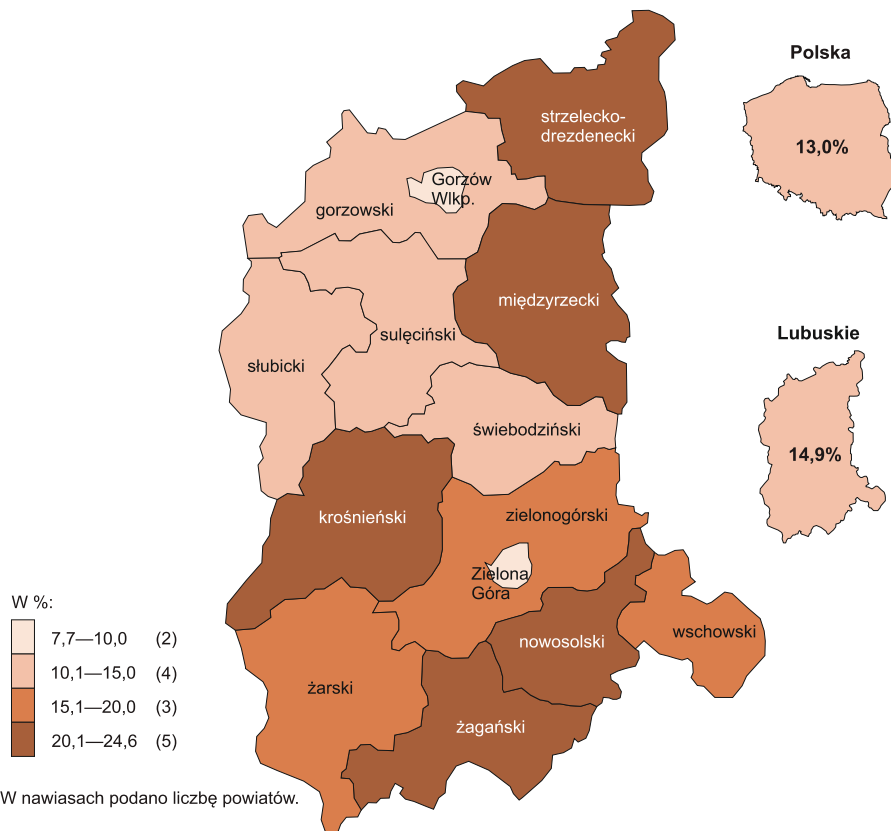 Polska
13,0%
strzelecko-
drezdenecki
Gorzów
Wlkp.
gorzowski
międzyrzecki
Lubuskie
14,9%
sulęciński
słubicki
świebodziński
krośnieński
zielonogórski
Zielona
Góra
nowosolski
wschowski
żarski
żagański
W %:
7,7—10,0 (2)
10,1—15,0 (4)
15,1—20,0 (3)
20,1—24,6 (5)
W nawiasach podano liczbę powiatów.